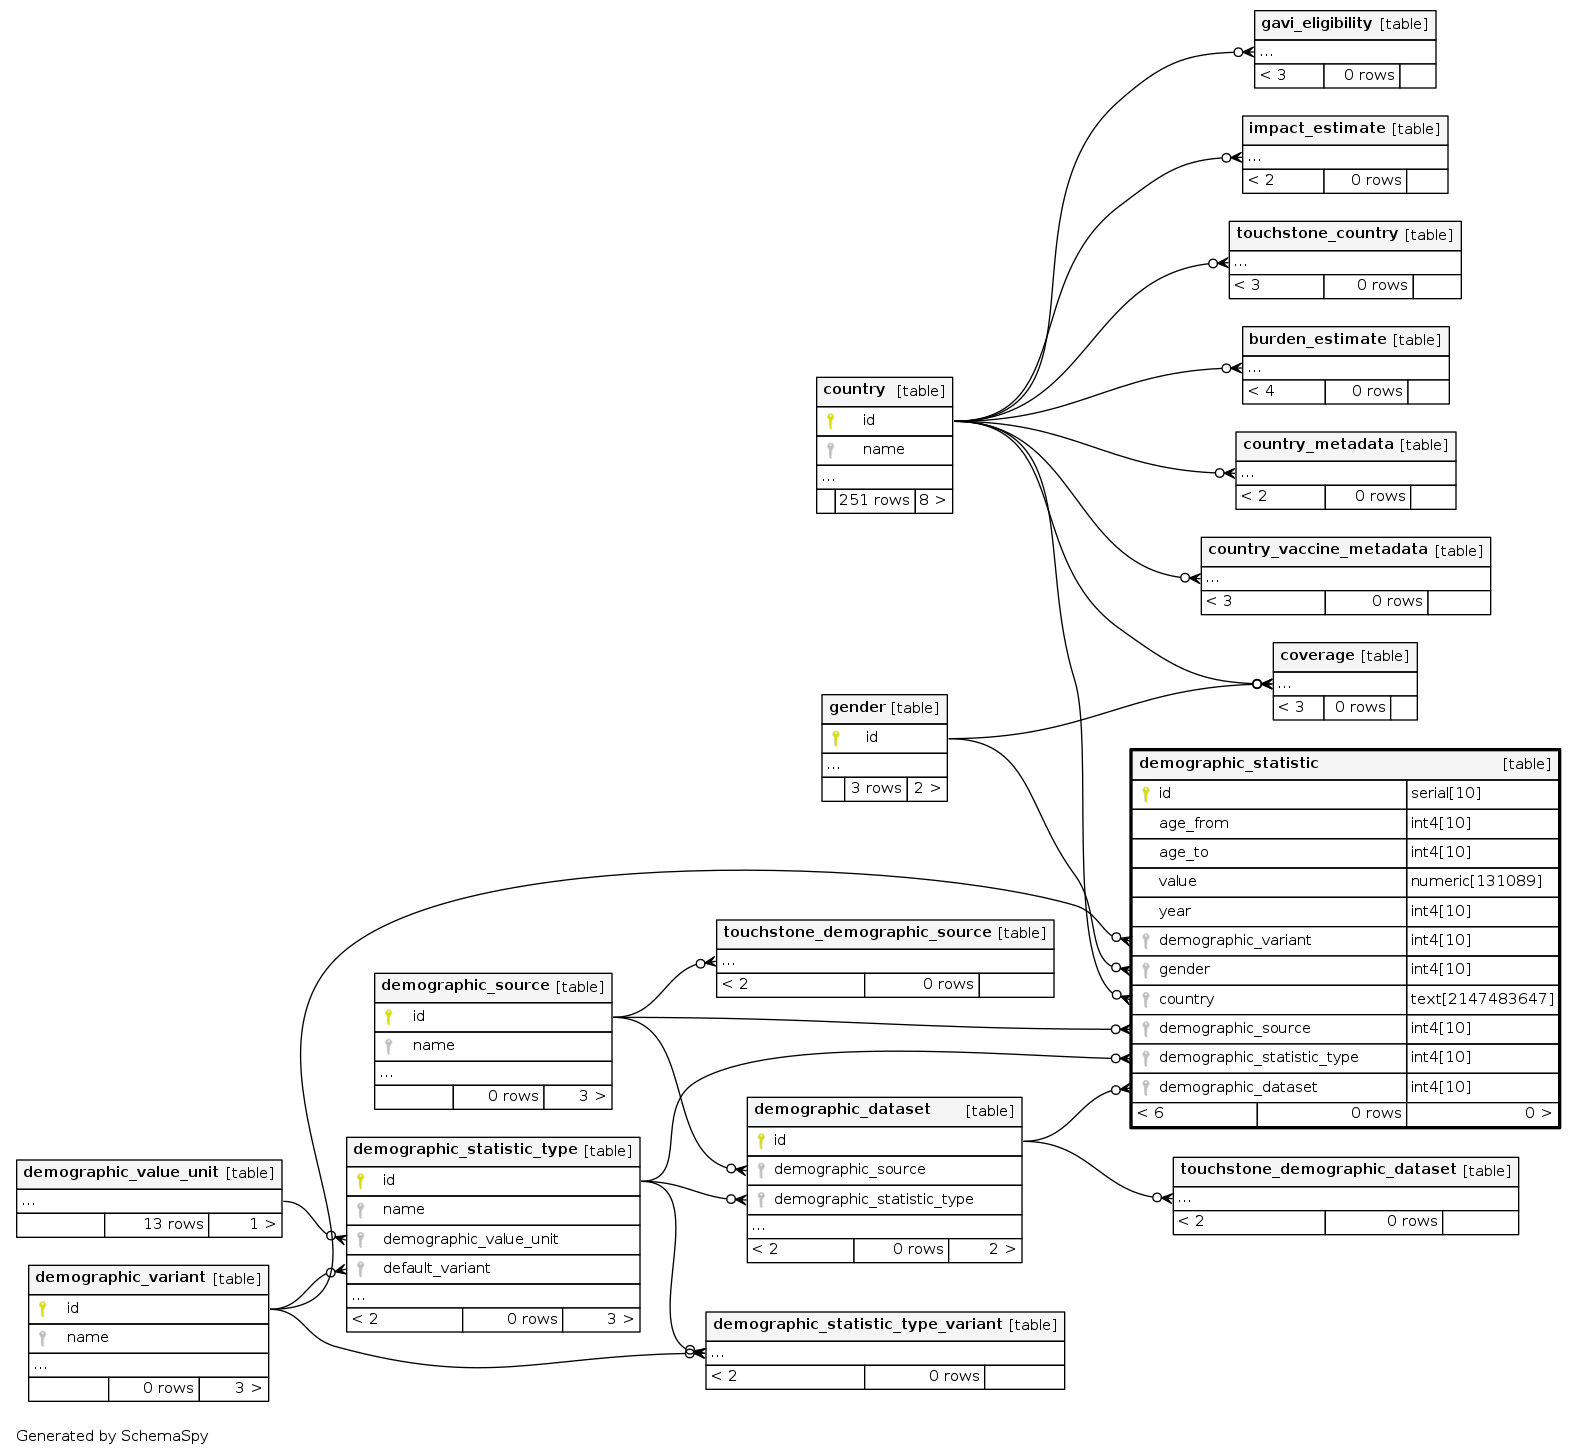 gavi_eligibility [table]
...
< 3 0 rows
impact_estimate [table]
...
< 2 0 rows
touchstone_country [table]
...
< 3 0 rows
burden_estimate [table]
...
< 4 0 rows
country [table]
id
name
...
251 rows 8 >
country_metadata [table]
...
< 2 0 rows
country_vaccine_metadata [table]
...
< 3 0 rows
coverage [table]
...
< 3 0 rows
gender [table]
id
...
3 rows 2 >
demographic_statistic [table]
id serial[10]
age_from int4[10]
age_to int4[10]
value numeric[131089]
year int4[10]
demographic_variant int4[10]
gender int4[10]
country text[2147483647]
demographic_source int4[10]
demographic_statistic_type int4[10]
demographic_dataset int4[10]
< 6 0 rows 0 >
touchstone_demographic_source [table]
...
< 2 0 rows
demographic_source [table]
id
name
...
0 rows 3 >
demographic_dataset [table]
id
demographic_source
demographic_statistic_type
...
< 2 0 rows 2 >
demographic_statistic_type [table]
id
name
demographic_value_unit
default_variant
...
< 2 0 rows 3 >
demographic_value_unit [table]
...
13 rows 1 >
touchstone_demographic_dataset [table]
...
< 2 0 rows
demographic_variant [table]
id
name
...
0 rows 3 >
demographic_statistic_type_variant [table]
...
< 2 0 rows
Generated by SchemaSpy